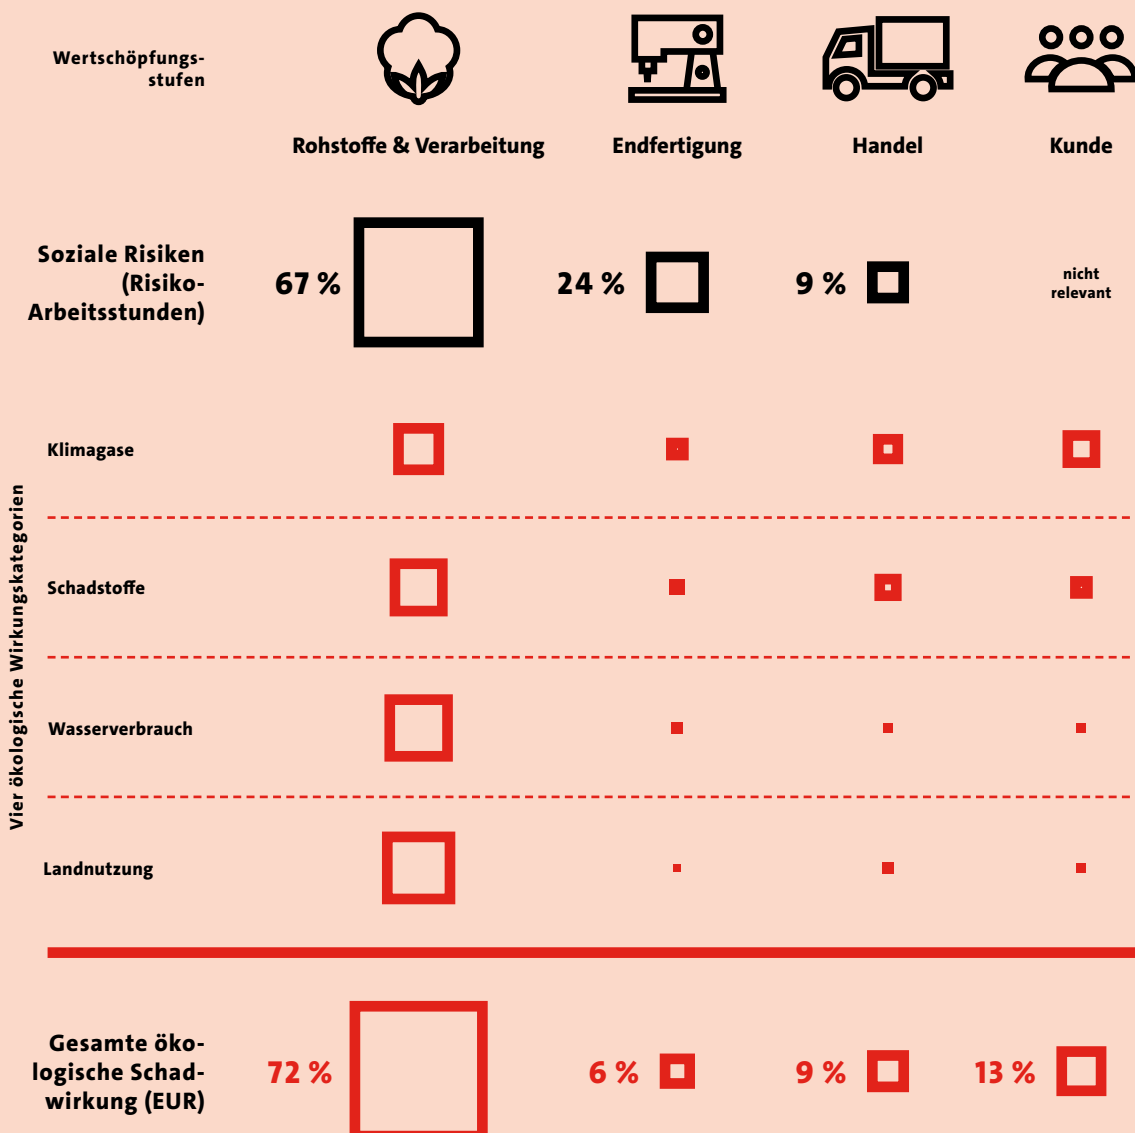 Wertschöpfungs-
stufen
Rohstoffe & Verarbeitung
Endfertigung
Handel
Kunde
Soziale Risiken
(Risiko-
Arbeitsstunden)
67 %
24 %
9 %
nicht
relevant
Vier ökologische Wirkungskategorien
Klimagase
Schadstoffe
Wasserverbrauch
Landnutzung
Gesamte öko-
logische Schad-
wirkung (EUR)
72 %
6 %
9 %
13 %